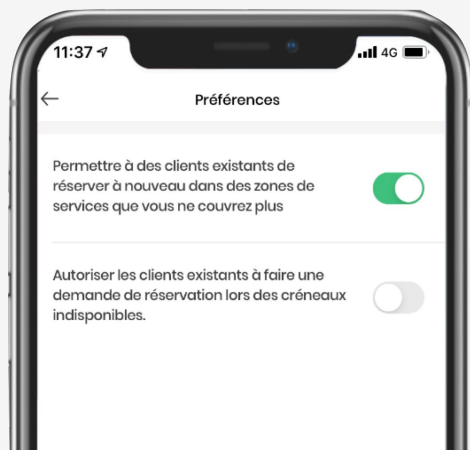 11:37
4G
Préférences
Permettre à des clients existants de
réserver à nouveau dans des zones de
services que vous ne couvrez plus
Autoriser les clients existants à faire une
demande de réservation lors des créneaux
indisponibles.